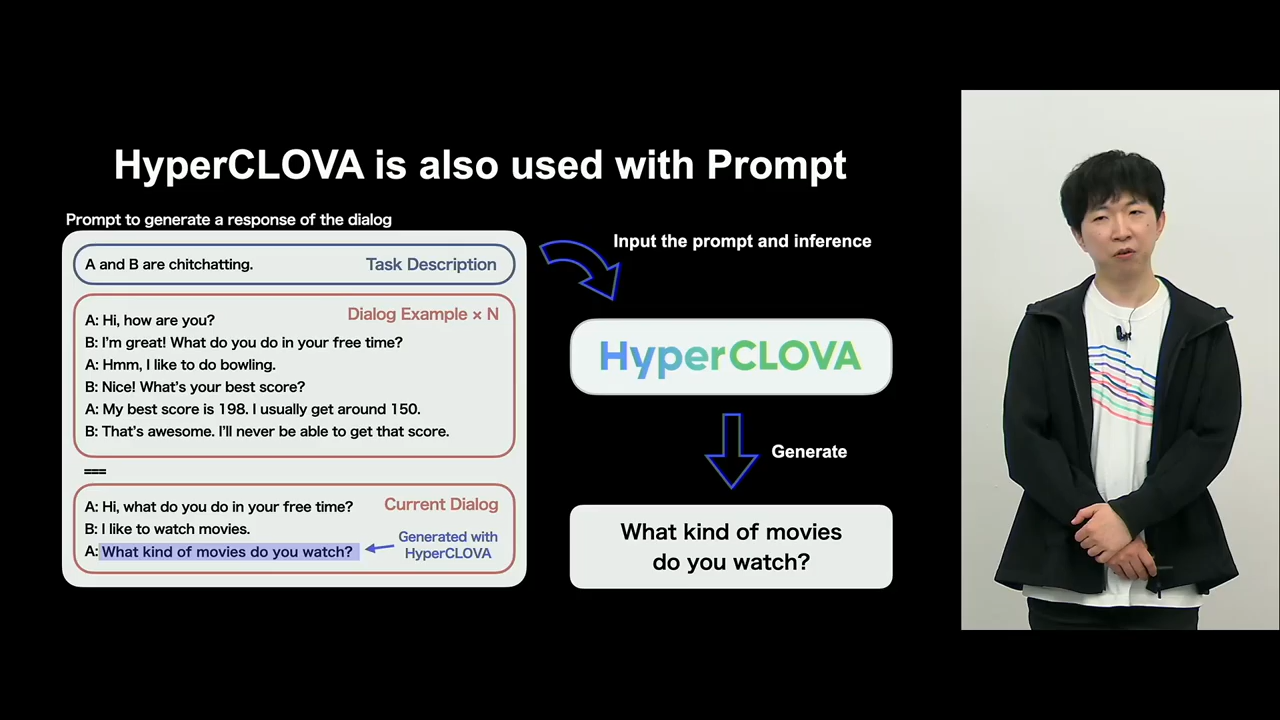 HyperCLOVA is also used with Prompt
Prompt to generate a response of the dialog
A and B are chitchatting.
Task Description
Dialog Example × N
A: Hi, how are you?
B: I'm great! What do you do in your free time?
A: Hmm, I like to do bowling.
B: Nice! What's your best score?
A: My best score is 198. I usually get around 150.
B: That's awesome. I'll never be able to get that score.
===
A: Hi, what do you do in your free time?
Current Dialog
B: I like to watch movies.
A: What kind of movies do you watch?
Generated with
HyperCLOVA
Input the prompt and inference
HyperCLOVA
Generate
What kind of movies
do you watch?